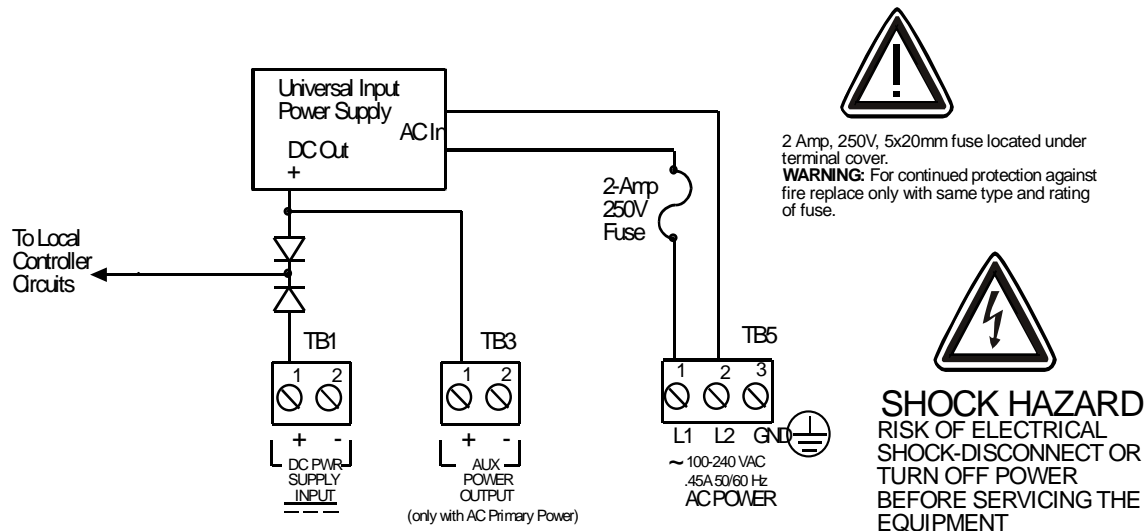 Universal Input
Power Supply
AC In
DC Out
+
2-Amp
250V
Fuse
To Local
Controller
Circuits
TB1
1 2
+ -
DC PWR
SUPPLY
INPUT
TB3
1 2
+ -
AUX
POWER
OUTPUT
(only with AC Primary Power)
TB5
1 2 3
L1 L2 GND
~ 100-240 VAC
.45A 50/60 Hz
AC POWER
!
2 Amp, 250V, 5x20mm fuse located under
terminal cover.
WARNING: For continued protection against
fire replace only with same type and rating
of fuse.
SHOCK HAZARD
RISK OF ELECTRICAL
SHOCK-DISCONNECT OR
TURN OFF POWER
BEFORE SERVICING THE
EQUIPMENT